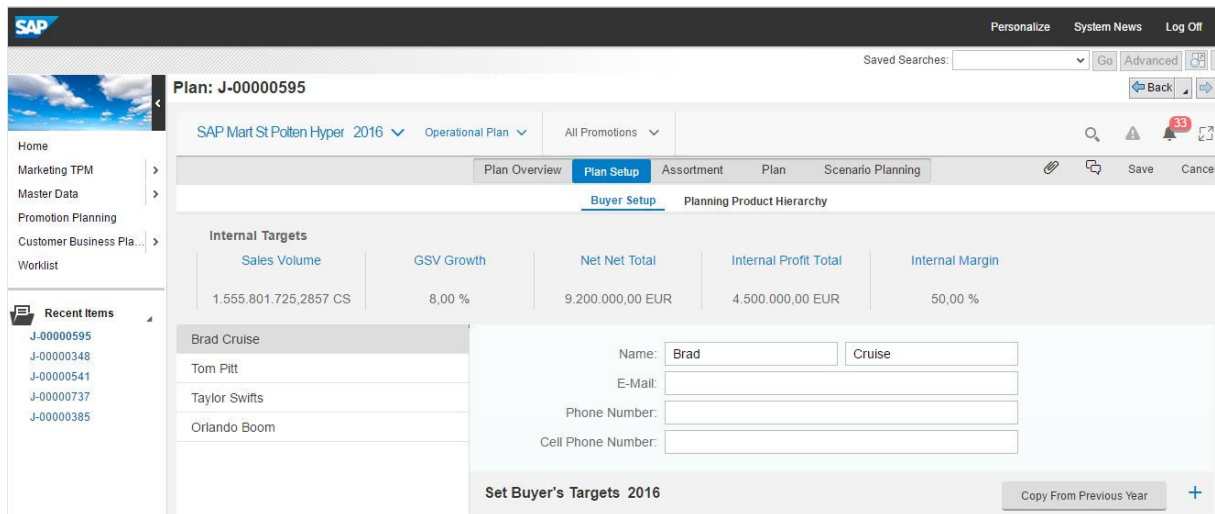 SAP
Personalize System News Log Off
Saved Searches: Go Advanced
Plan: J-00000595
Back
SAP Mart St Polten Hyper 2016 Operational Plan All Promotions
33
Home
Marketing TPM
Master Data
Promotion Planning
Customer Business Pla...
Worklist
Recent Items
J-00000595
J-00000348
J-00000541
J-00000737
J-00000385
Plan Overview Plan Setup Assortment Plan Scenario Planning
Save Cance
Buyer Setup Planning Product Hierarchy
Internal Targets
Sales Volume GSV Growth Net Net Total Internal Profit Total Internal Margin
1.555.801.725,2857 CS 8,00 % 9.200.000,00 EUR 4.500.000,00 EUR 50,00 %
Brad Cruise
Tom Pitt
Taylor Swifts
Orlando Boom
Name: Brad Cruise
E-Mail:
Phone Number:
Cell Phone Number:
Set Buyer's Targets 2016
Copy From Previous Year +